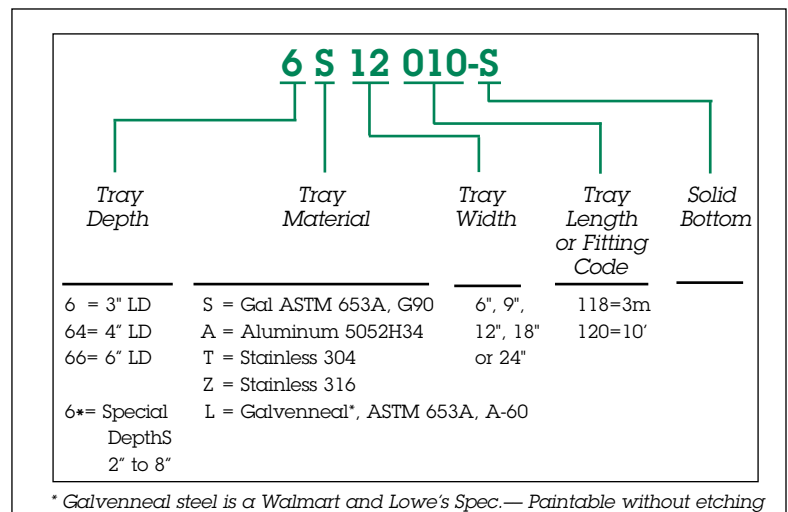 6 S 12 010-S
Tray Depth
Tray Material
Tray Width
Tray Length or Fitting Code
Solid Bottom
6 = 3" LD
64= 4" LD
66= 6" LD
6*= Special
DepthS
2" to 8"
S = Gal ASTM 653A, G90
A = Aluminum 5052H34
T = Stainless 304
Z = Stainless 316
L = Galvenneal*, ASTM 653A, A-60
6", 9",
12", 18"
or 24"
118=3m
120=10'
* Galvenneal steel is a Walmart and Lowe's Spec.— Paintable without etching